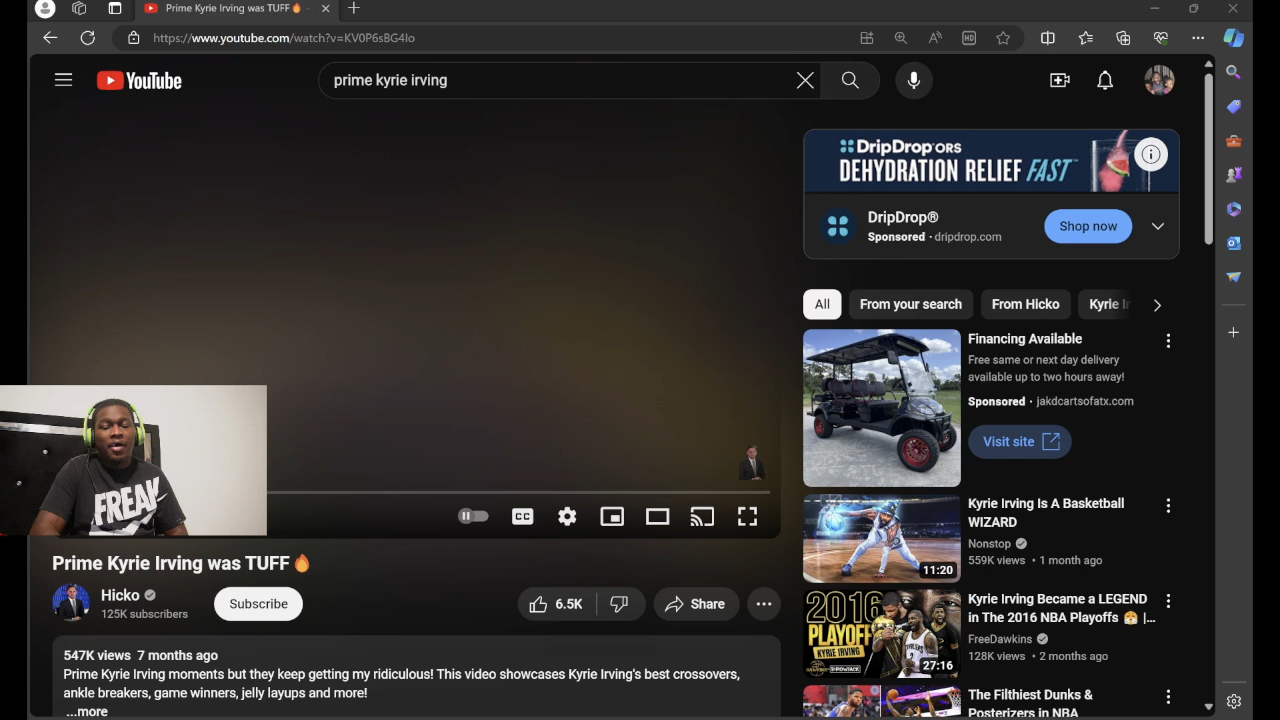 Prime Kyrie Irving was TUFF🔥 -
https://www.youtube.com/watch?v=KV0P6sBG4lo
YouTube
prime kyrie irving
DripDrop ORS
DEHYDRATION RELIEF FAST™
DripDrop®
Sponsored · dripdrop.com
Shop now
All
From your search
From Hicko
Kyrie Ir
Financing Available
Free same or next day delivery
available up to two hours away!
Sponsored · jakdcartsofatx.com
Visit site
FREAK
CC
Kyrie Irving Is A Basketball
WIZARD
Nonstop
559K views · 1 month ago
11:20
Prime Kyrie Irving was TUFF🔥
Hicko
125K subscribers
Subscribe
6.5K
Share
2016
PLAYOFF
KYRIE IRVING
27:16
Kyrie Irving Became a LEGEND
in The 2016 NBA Playoffs 😤 |...
FreeDawkins
128K views · 2 months ago
547K views 7 months ago
Prime Kyrie Irving moments but they keep getting my ridiculous! This video showcases Kyrie Irving's best crossovers,
ankle breakers, game winners, jelly layups and more!
...more
The Filthiest Dunks &
Posterizers in NBA